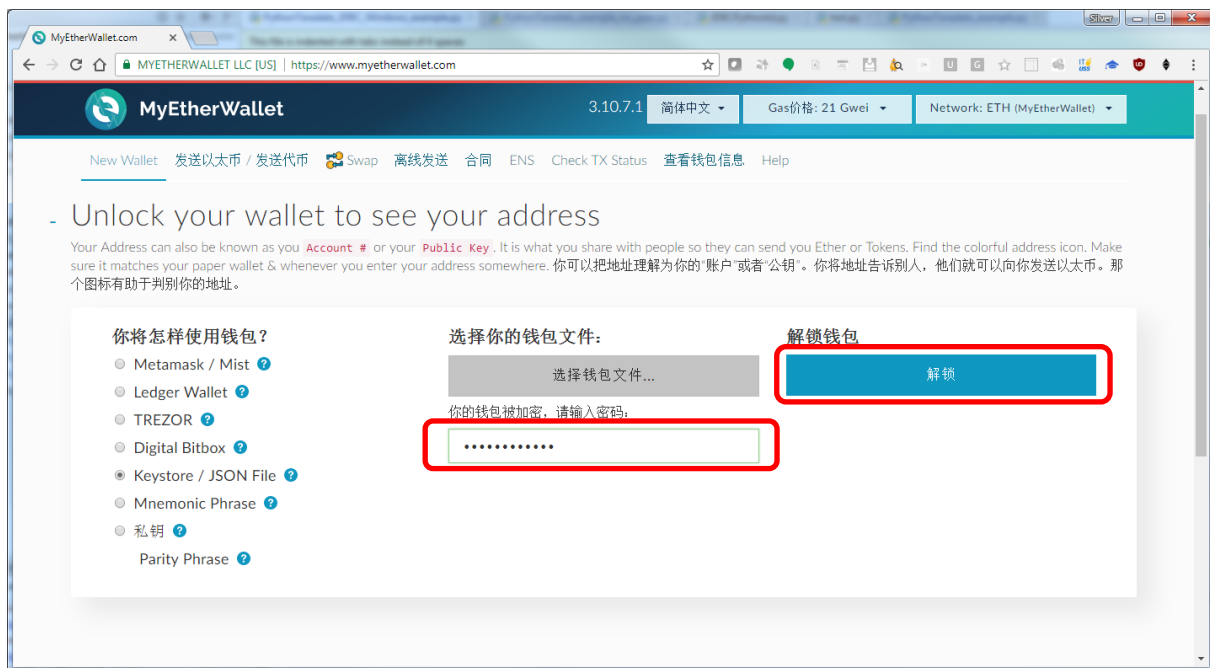 Silver
MyEtherWallet.com
MYETHERWALLET LLC [US] | https://www.myetherwallet.com
MyEtherWallet
3.10.7.1 简体中文 Gas价格: 21 Gwei Network: ETH (MyEtherWallet)
New Wallet 发送以太币 / 发送代币 Swap 离线发送 合同 ENS Check TX Status 查看钱包信息 Help
- Unlock your wallet to see your address
Your Address can also be known as you Account # or your Public Key. It is what you share with people so they can send you Ether or Tokens. Find the colorful address icon. Make
sure it matches your paper wallet & whenever you enter your address somewhere. 你可以把地址理解为你的"账户"或者"公钥"。你将地址告诉别人，他们就可以向你发送以太币。那
个图标有助于判别你的地址。
你将怎样使用钱包？
Metamask / Mist ?
Ledger Wallet ?
TREZOR ?
Digital Bitbox ?
Keystore / JSON File ?
Mnemonic Phrase ?
私钥 ?
Parity Phrase ?
选择你的钱包文件：
选择钱包文件...
你的钱包被加密，请输入密码：
••••••••••••
解锁钱包
解锁